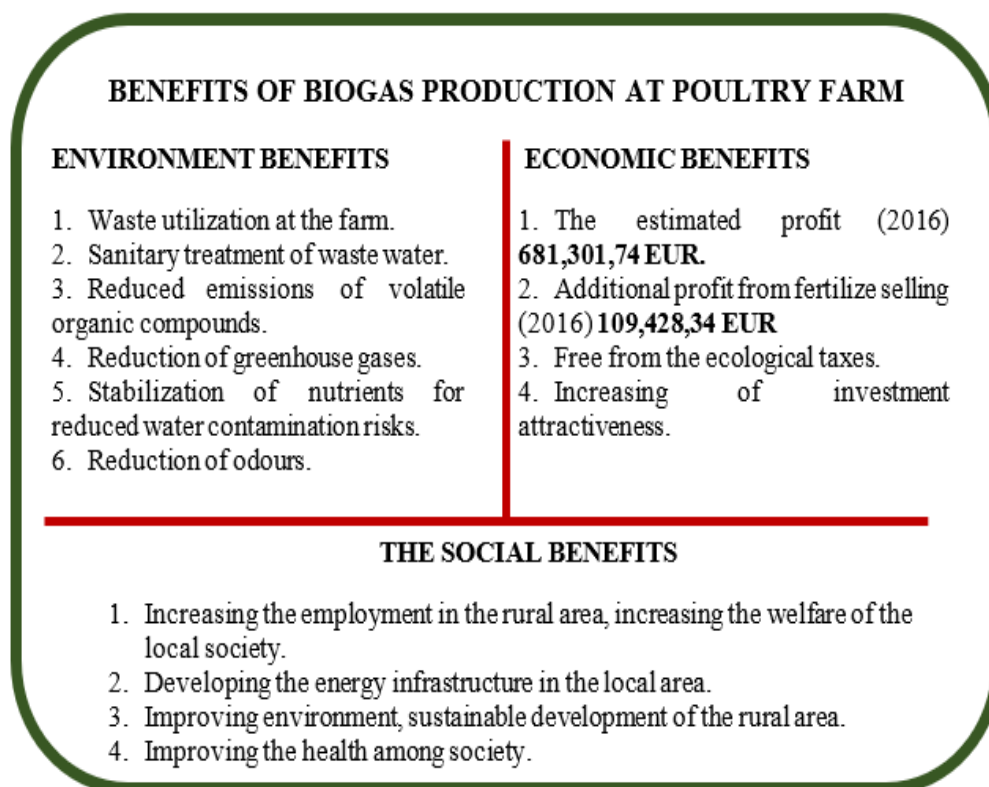 BENEFITS OF BIOGAS PRODUCTION AT POULTRY FARM
ENVIRONMENT BENEFITS
1. Waste utilization at the farm.
2. Sanitary treatment of waste water.
3. Reduced emissions of volatile
organic compounds.
4. Reduction of greenhouse gases.
5. Stabilization of nutrients for
reduced water contamination risks.
6. Reduction of odours.
ECONOMIC BENEFITS
1. The estimated profit (2016)
681,301,74 EUR.
2. Additional profit from fertilize selling
(2016) 109,428,34 EUR
3. Free from the ecological taxes.
4. Increasing of investment
attractiveness.
THE SOCIAL BENEFITS
1. Increasing the employment in the rural area, increasing the welfare of the
local society.
2. Developing the energy infrastructure in the local area.
3. Improving environment, sustainable development of the rural area.
4. Improving the health among society.